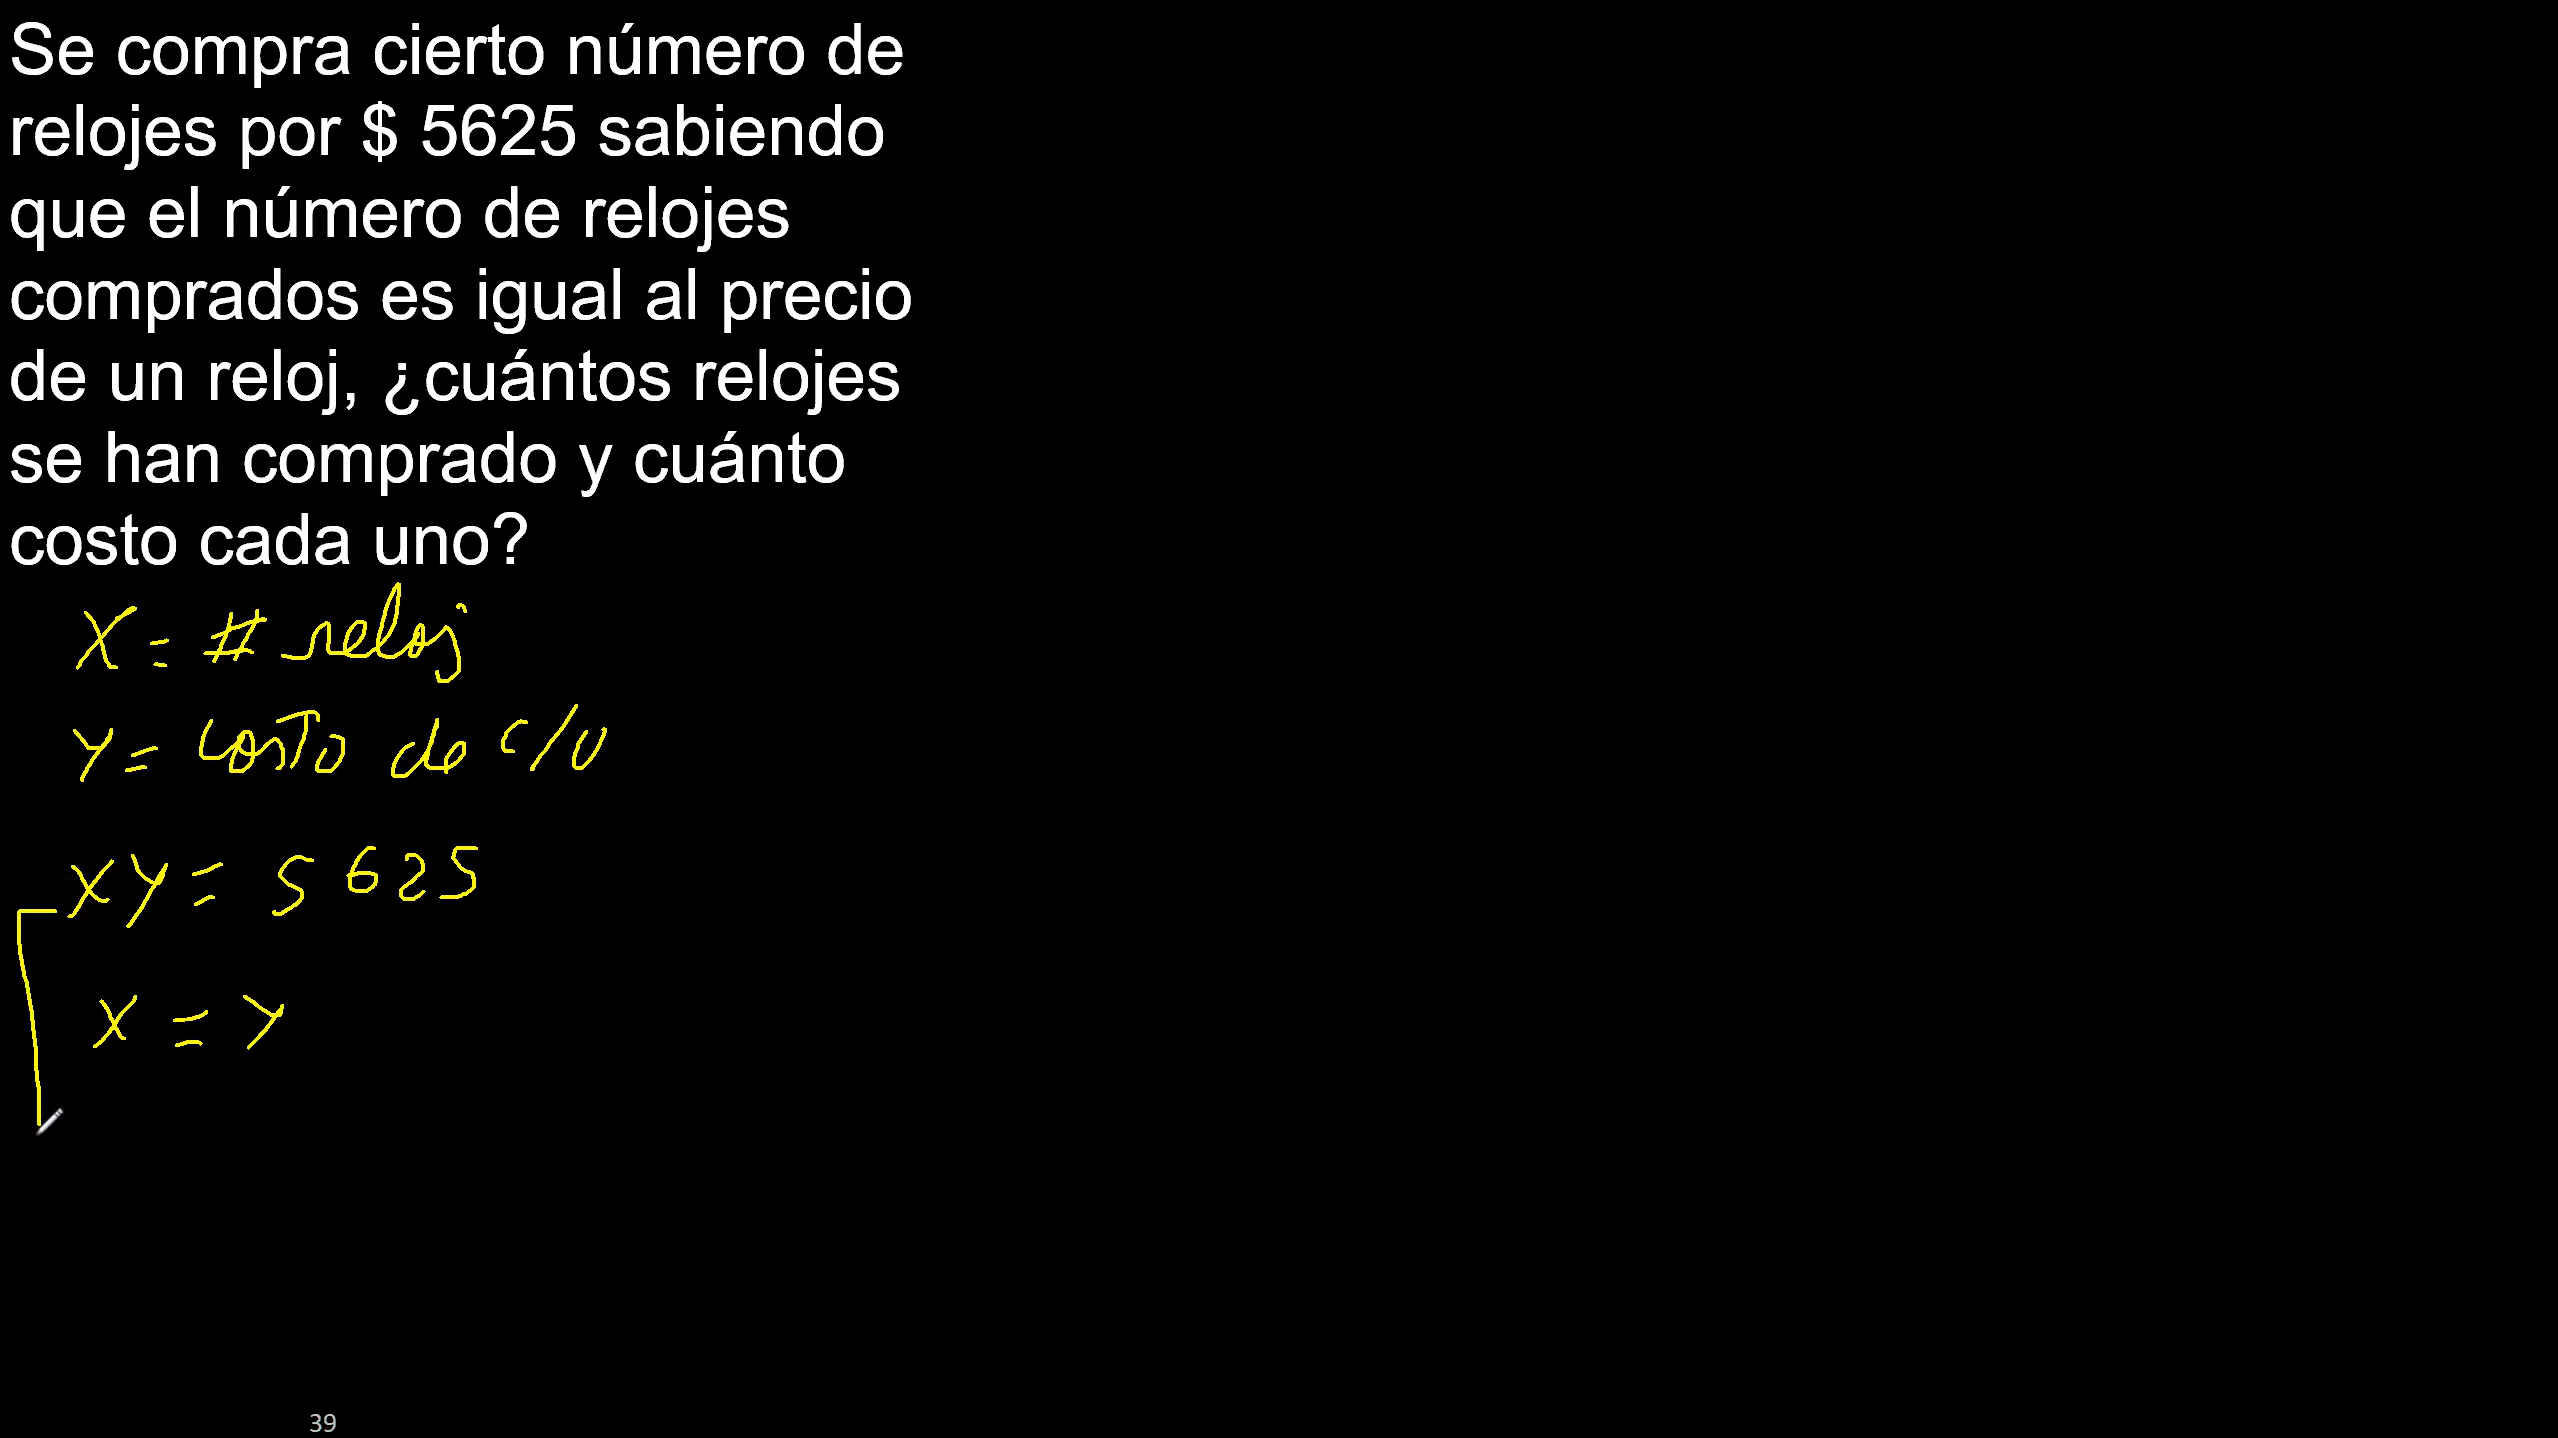 Se compra cierto número de
relojes por $ 5625 sabiendo
que el número de relojes
comprados es igual al precio
de un reloj, ¿cuántos relojes
se han comprado y cuánto
costo cada uno?
X = # reloj
Y = costo de c/u
XY = 5625
X = Y
39